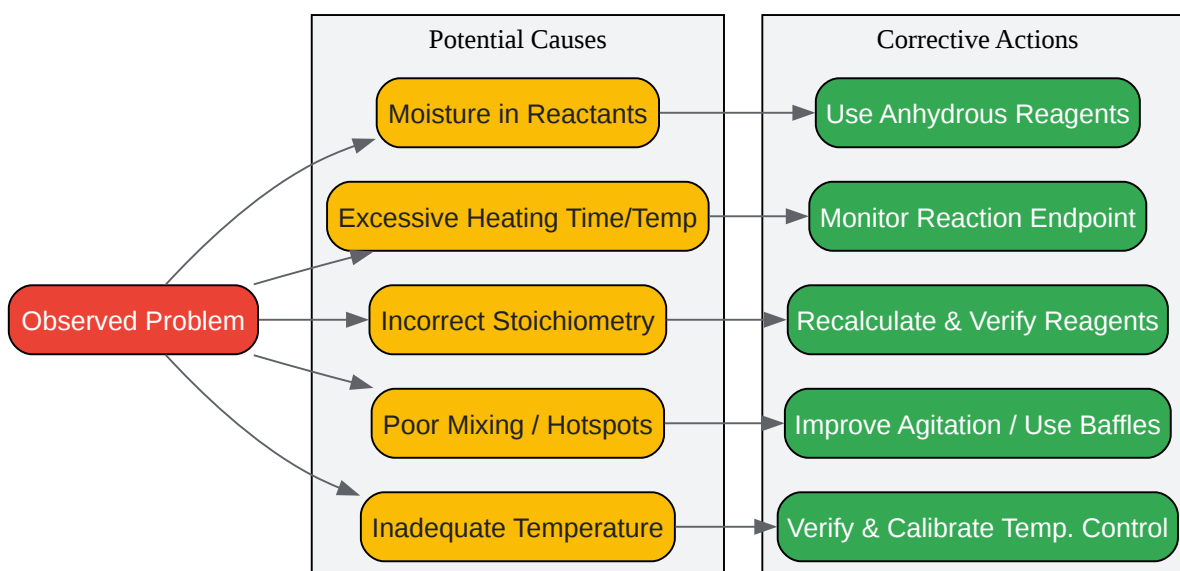 Potential Causes
Corrective Actions
Moisture in Reactants
Use Anhydrous Reagents
Excessive Heating Time/Temp
Monitor Reaction Endpoint
Observed Problem
Incorrect Stoichiometry
Recalculate & Verify Reagents
Poor Mixing / Hotspots
Improve Agitation / Use Baffles
Inadequate Temperature
Verify & Calibrate Temp. Control